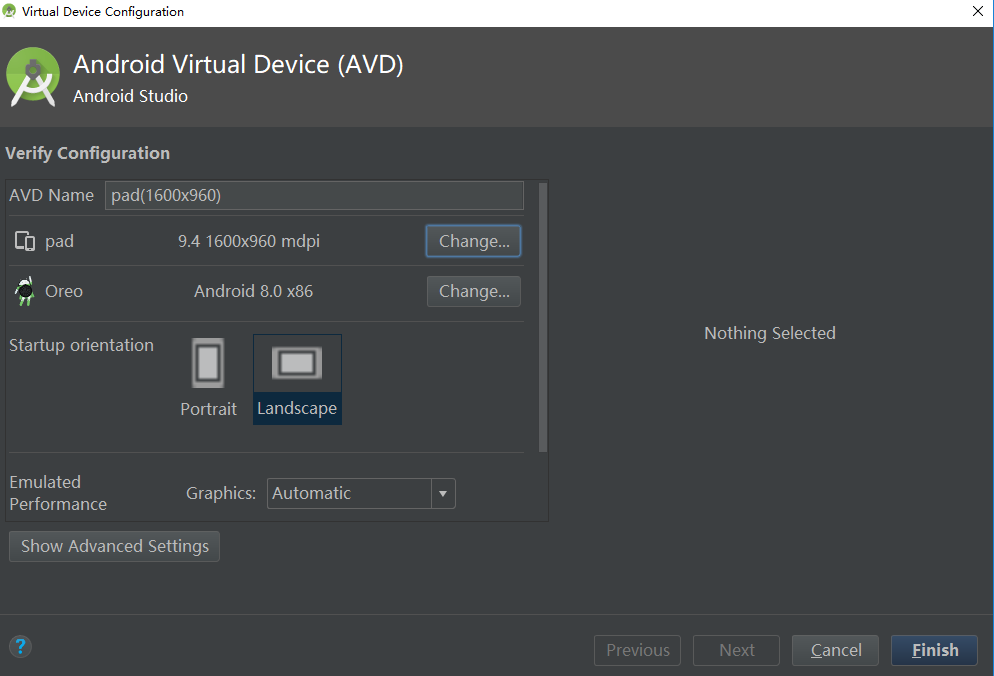 Virtual Device Configuration
Android Virtual Device (AVD)
Android Studio
Verify Configuration
AVD Name pad(1600x960)
pad 9.4 1600x960 mdpi Change...
Oreo Android 8.0 x86 Change...
Nothing Selected
Startup orientation
Portrait Landscape
Emulated
Performance
Graphics: Automatic
Show Advanced Settings
? Previous Next Cancel Finish